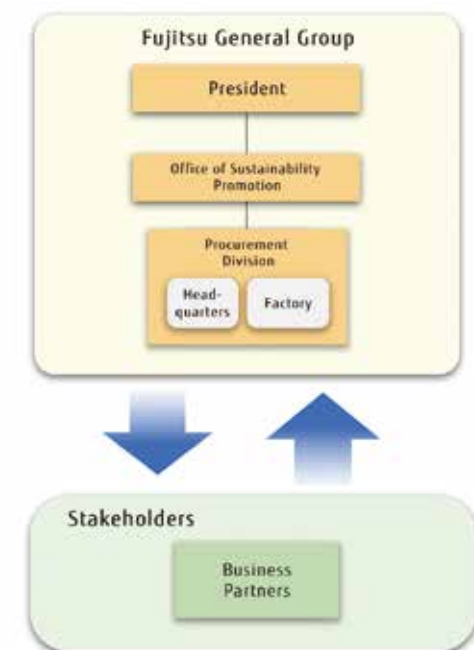 Fujitsu General Group
President
Office of Sustainability
Promotion
Procurement
Division
Head-
quarters
Factory
Stakeholders
Business
Partners